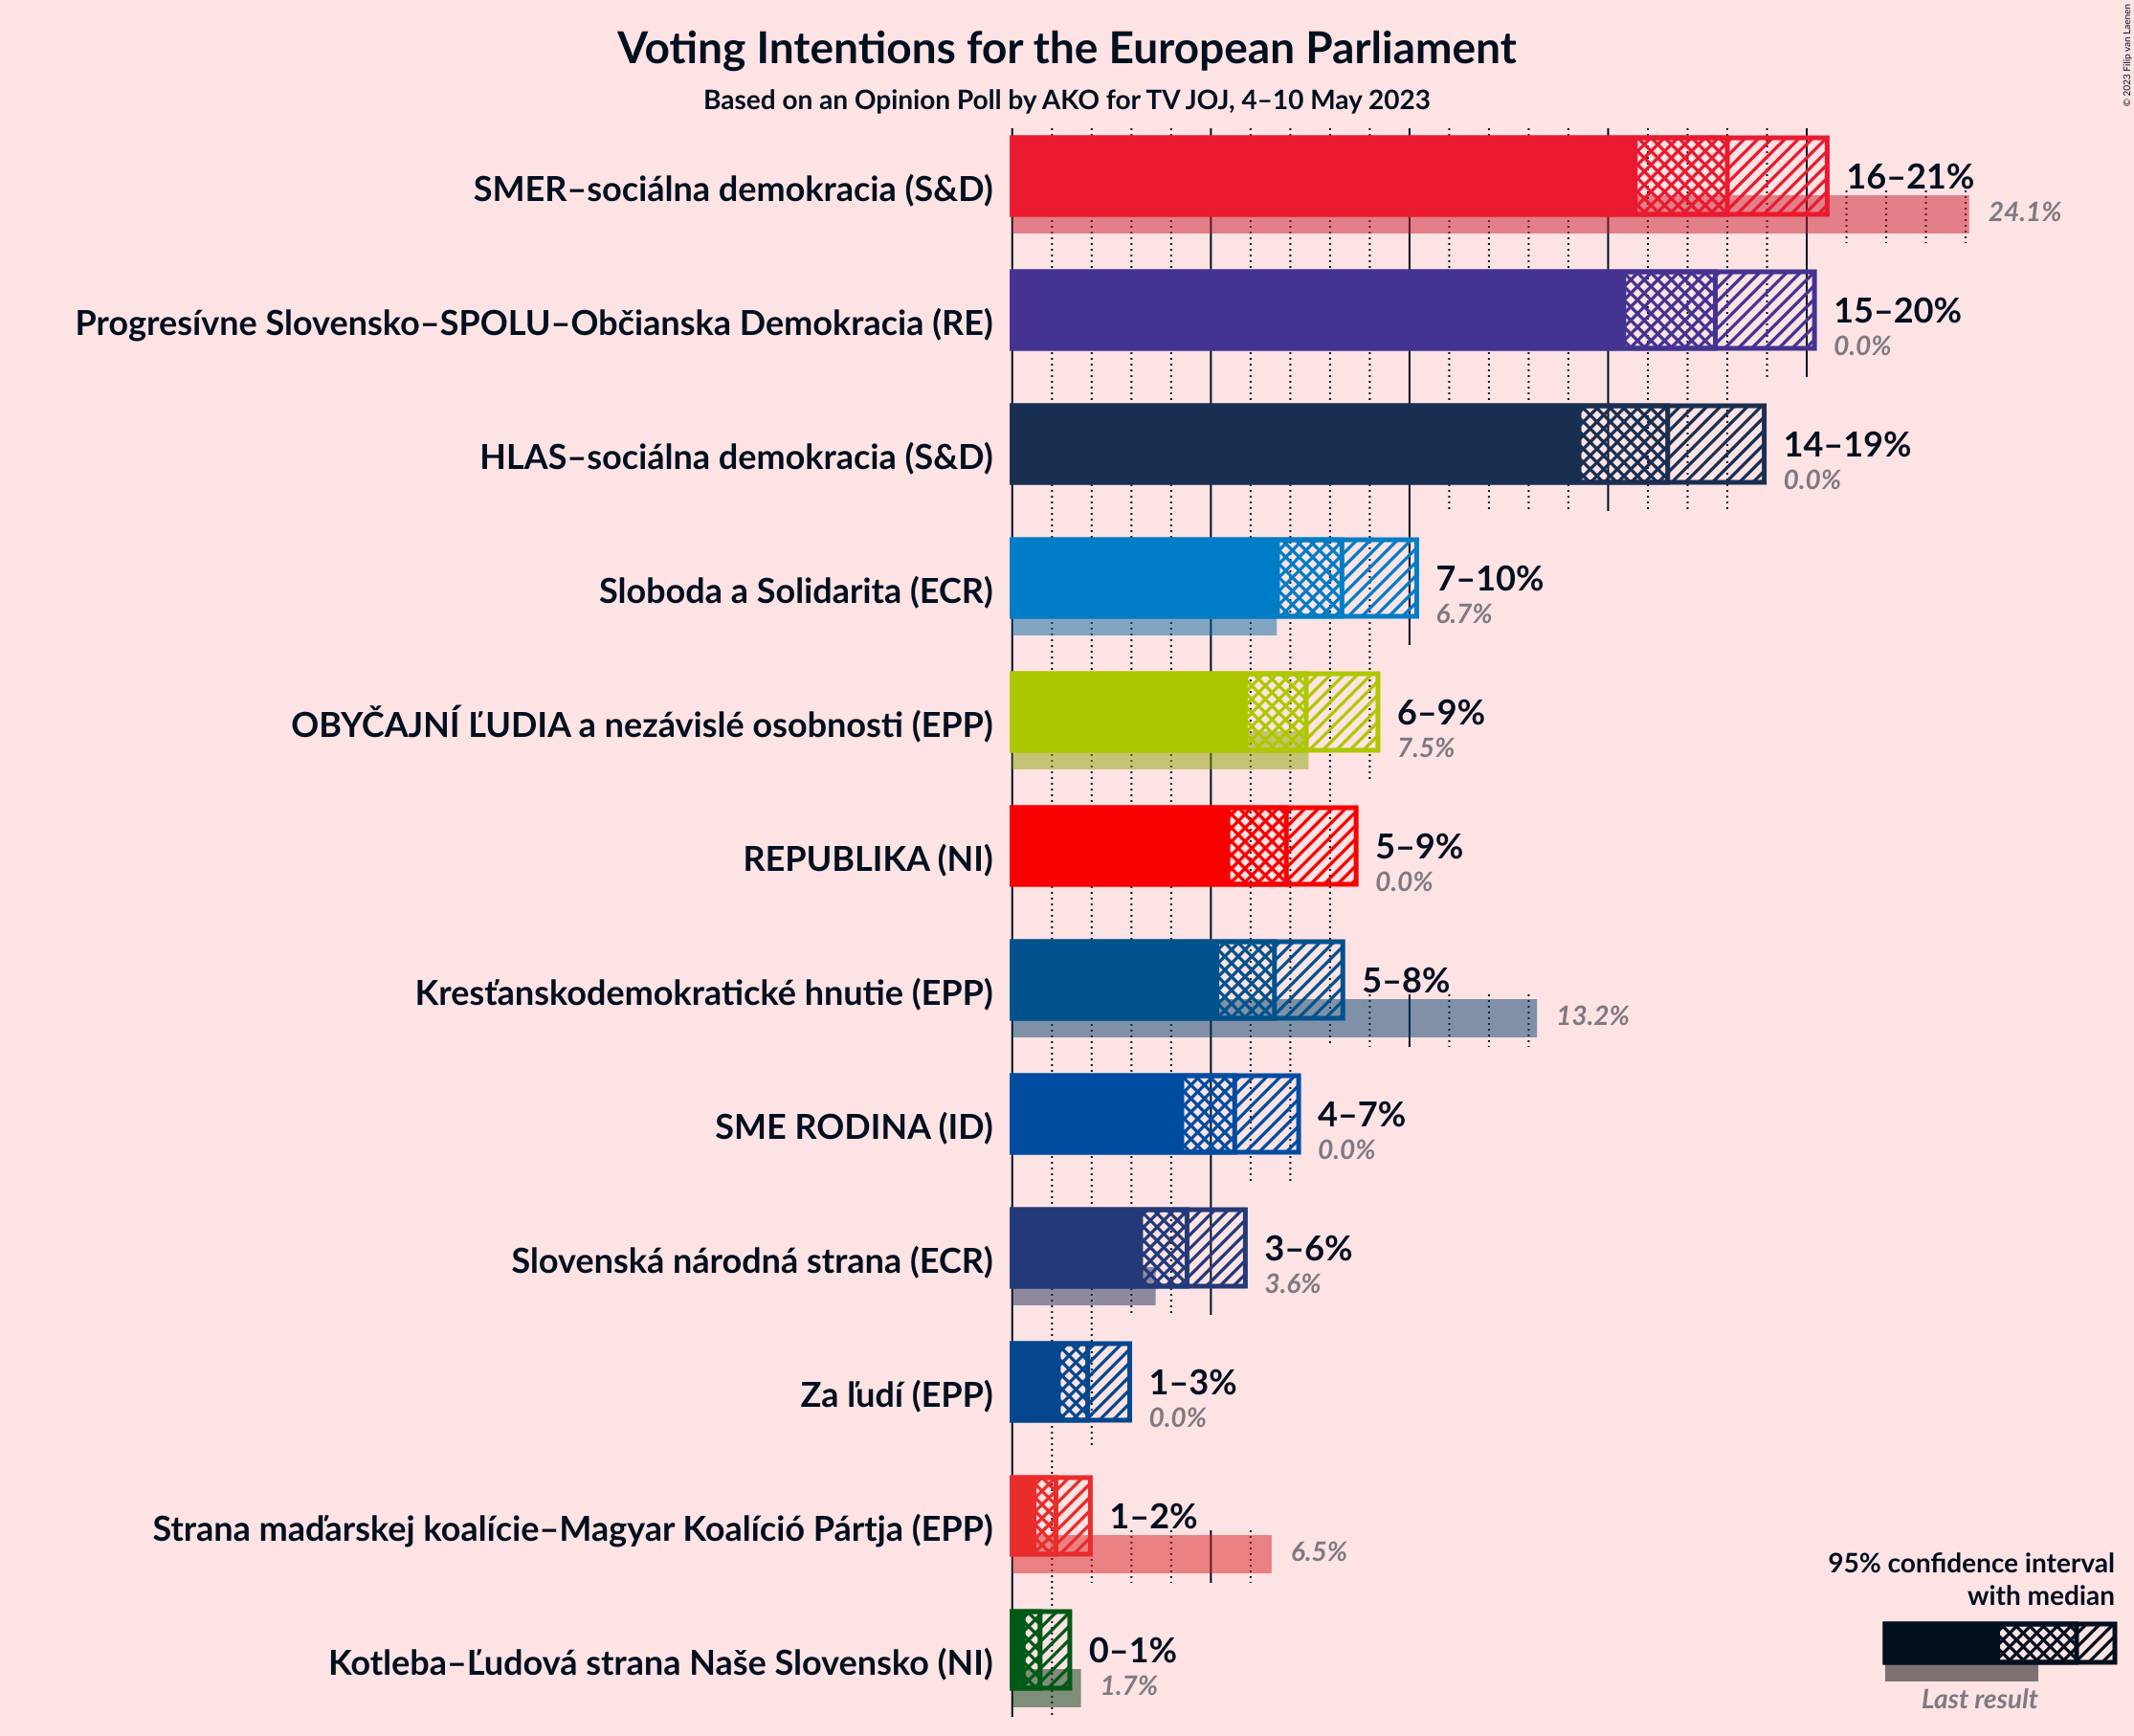 © 2023 Filip van Laenen
Voting Intentions for the European Parliament
Based on an Opinion Poll by AKO for TV JOJ, 4–10 May 2023
SMER–sociálna demokracia (S&D)
16–21%
24.1%
Progresívne Slovensko–SPOLU–Občianska Demokracia (RE)
15–20%
0.0%
HLAS–sociálna demokracia (S&D)
14–19%
0.0%
Sloboda a Solidarita (ECR)
7–10%
6.7%
OBYČAJNÍ ĽUDIA a nezávislé osobnosti (EPP)
6–9%
7.5%
REPUBLIKA (NI)
5–9%
0.0%
Kresťanskodemokratické hnutie (EPP)
5–8%
13.2%
SME RODINA (ID)
4–7%
0.0%
Slovenská národná strana (ECR)
3–6%
3.6%
Za ľudí (EPP)
1–3%
0.0%
Strana maďarskej koalície–Magyar Koalíció Pártja (EPP)
1–2%
6.5%
Kotleba–Ľudová strana Naše Slovensko (NI)
0–1%
1.7%
95% confidence interval
with median
Last result